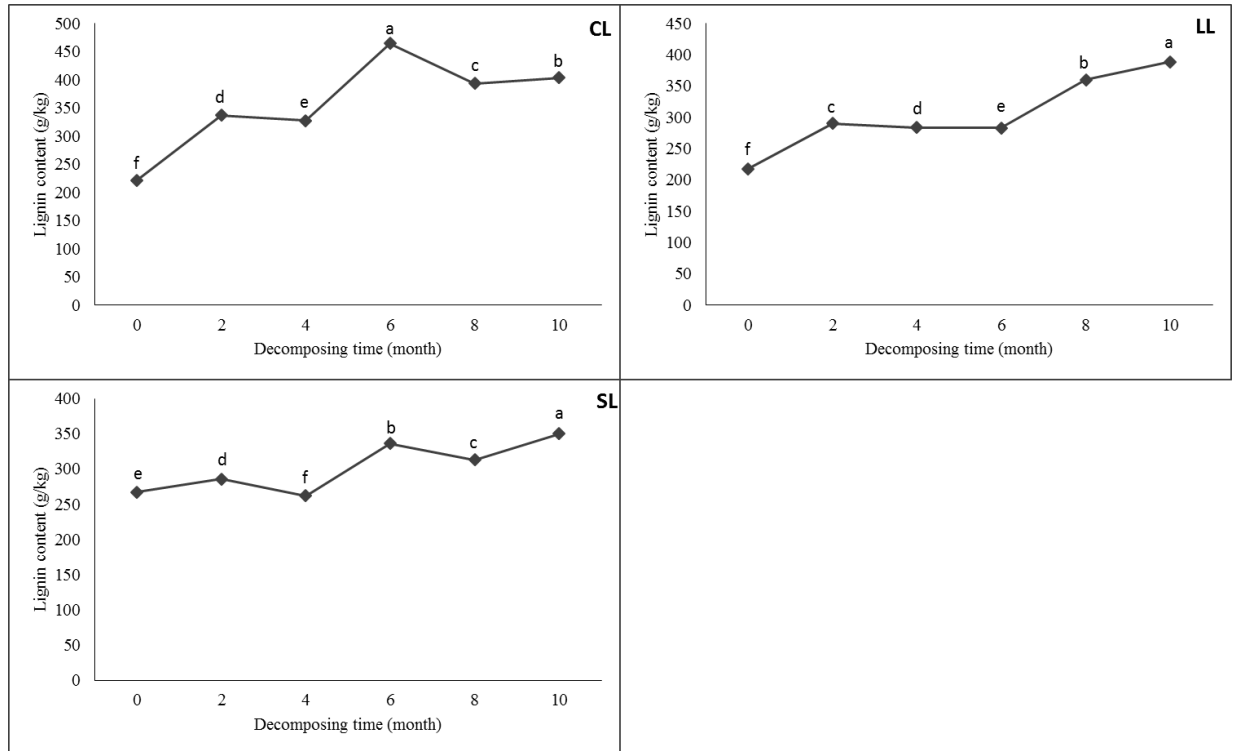 CL
500
450
400
350
300
250
200
150
100
50
0
Lignin content (g/kg)
f
d
e
a
c
b
0 2 4 6 8 10
Decomposing time (month)
LL
450
400
350
300
250
200
150
100
50
0
Lignin content (g/kg)
f
c
d
e
b
a
0 2 4 6 8 10
Decomposing time (month)
SL
400
350
300
250
200
150
100
50
0
Lignin content (g/kg)
e
d
f
b
c
a
0 2 4 6 8 10
Decomposing time (month)